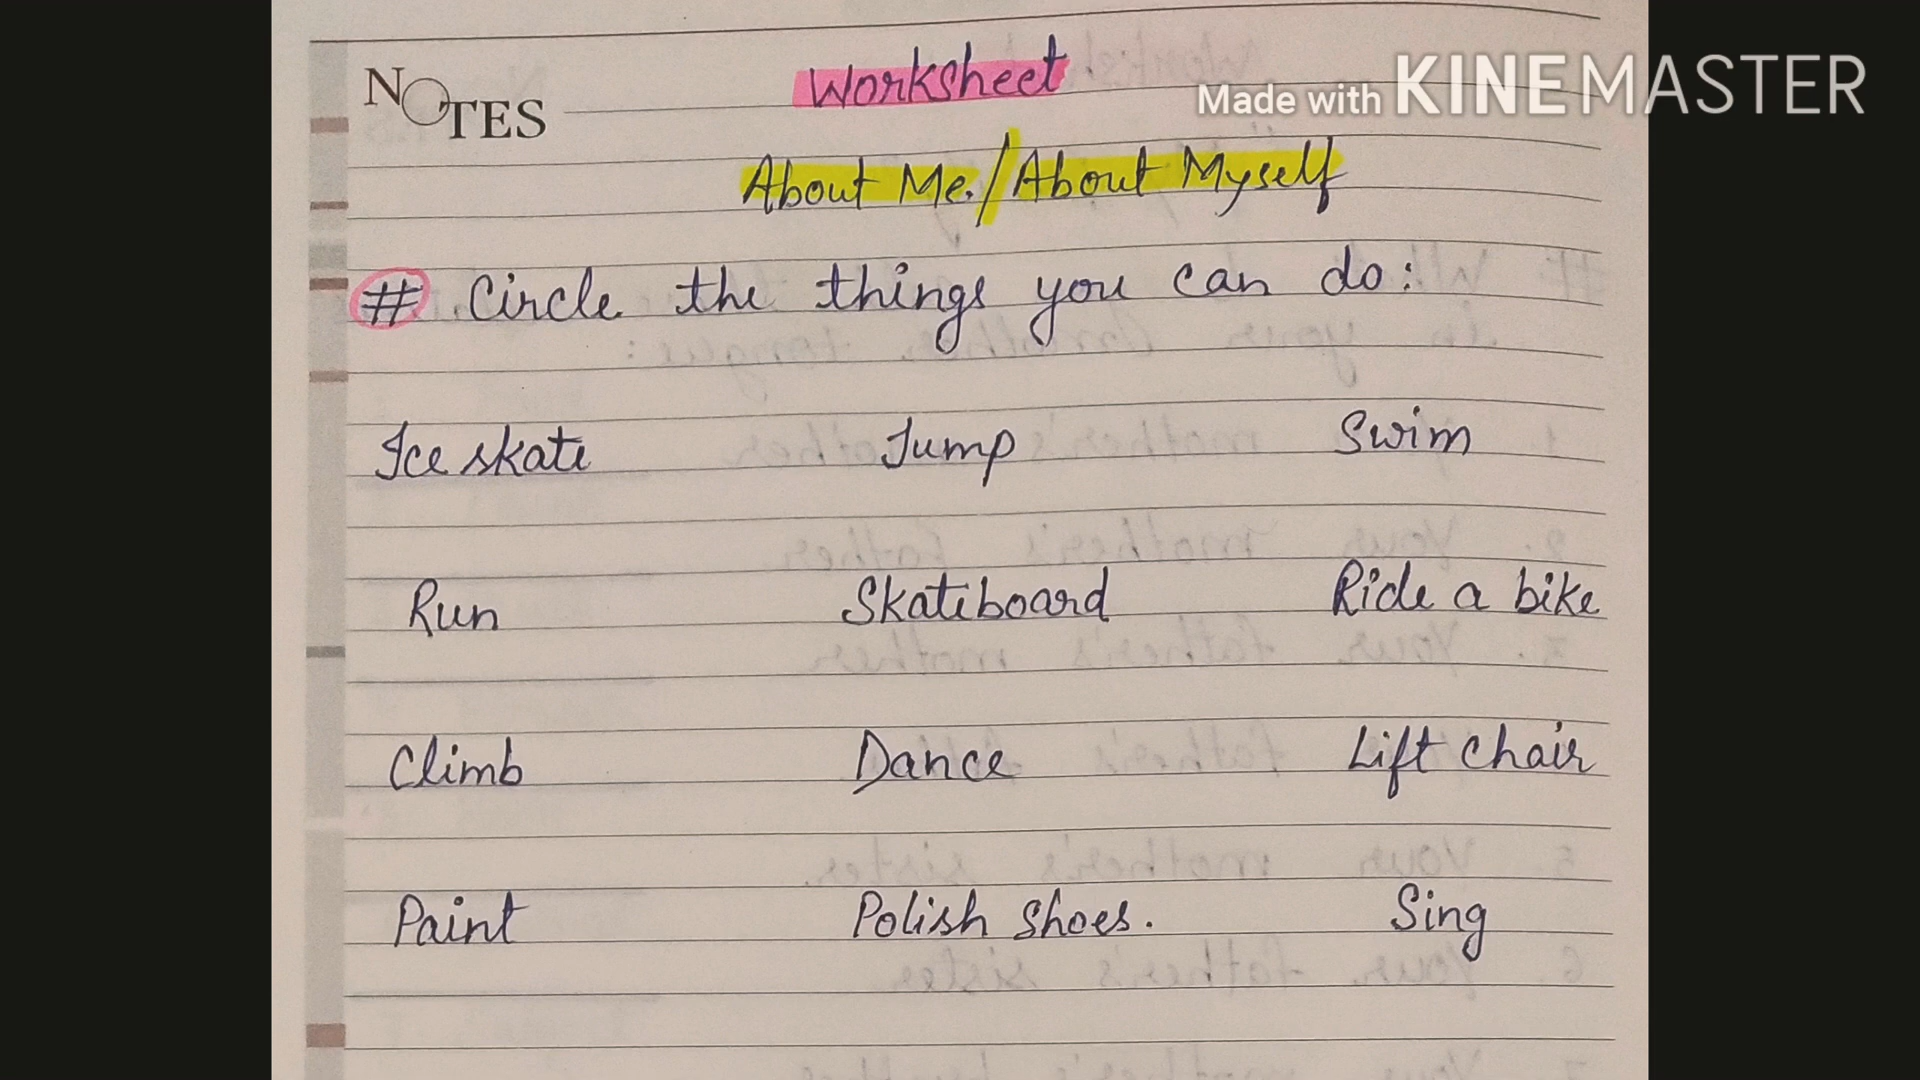 NOTES
Worksheet
Made with KINEMASTER
About Me./About Myself
# Circle the things you can do:
Ice skate Jump Swim
Run Skateboard Ride a bike
Climb Dance Lift chair
Paint Polish shoes. Sing